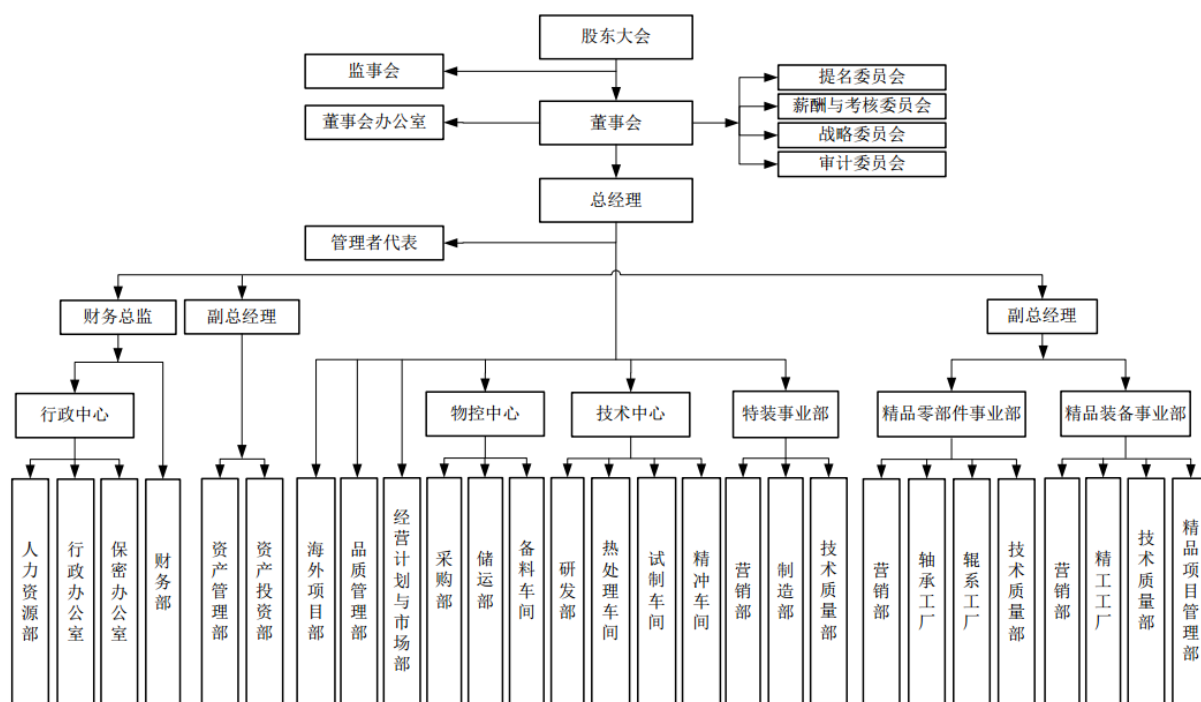 股东大会
监事会
提名委员会
董事会办公室
董事会
薪酬与考核委员会
战略委员会
审计委员会
总经理
管理者代表
财务总监
副总经理
副总经理
行政中心
物控中心
技术中心
特装事业部
精品零部件事业部
精品装备事业部
人力资源部
行政办公室
保密办公室
财务部
资产管理部
资产投资部
海外项目部
品质管理部
经营计划与市场部
采购部
储运部
备料车间
研发部
热处理车间
试制车间
精冲车间
营销部
制造部
技术质量部
营销部
轴承工厂
辊系工厂
技术质量部
营销部
精工工厂
技术质量部
精品项目管理部